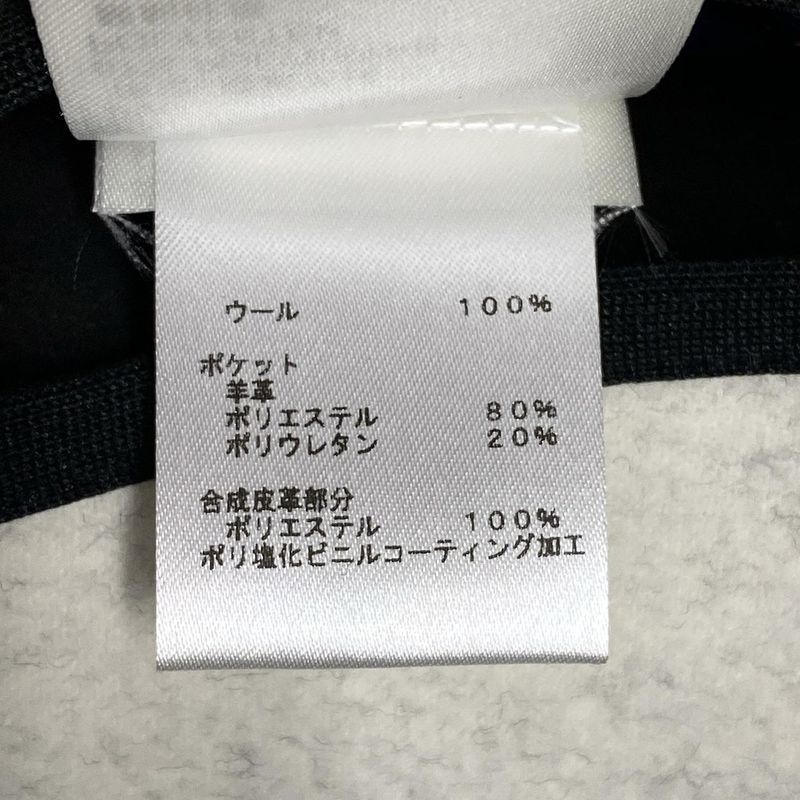 ウール 100%
ポケット
羊革
ポリエステル 80%
ポリウレタン 20%
合成皮革部分
ポリエステル 100%
ポリ塩化ビニルコーティング加工